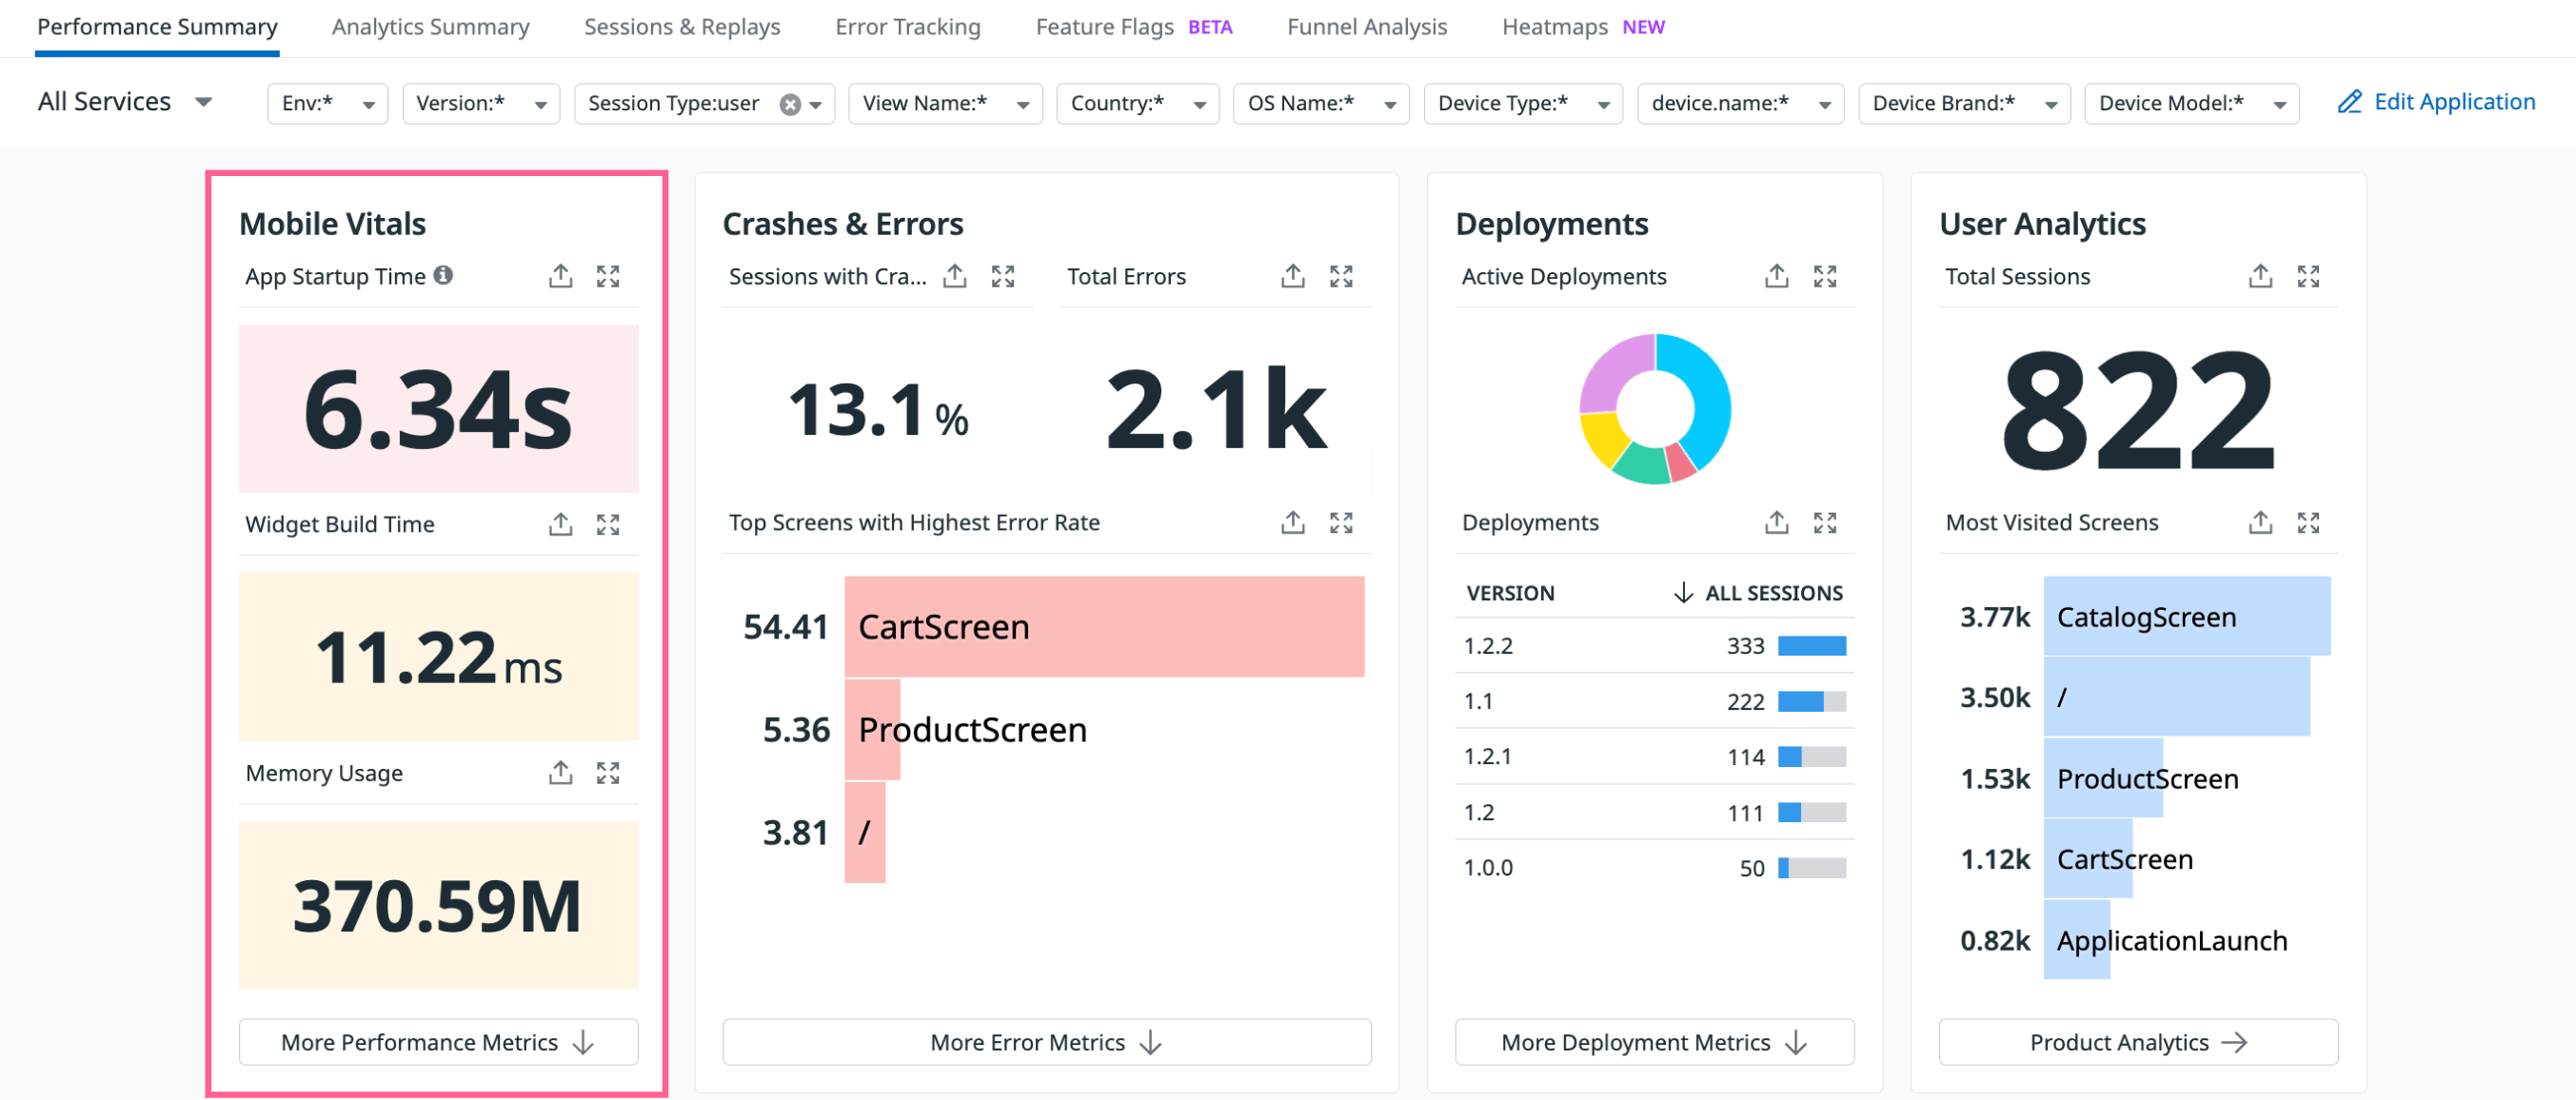 Performance Summary Analytics Summary Sessions & Replays Error Tracking Feature Flags BETA Funnel Analysis Heatmaps NEW
All Services Env:* Version:* Session Type:user View Name:* Country:* OS Name:* Device Type:* device.name:* Device Brand:* Device Model:* Edit Application
Mobile Vitals
App Startup Time
6.34s
Widget Build Time
11.22 ms
Memory Usage
370.59M
More Performance Metrics
Crashes & Errors
Sessions with Cra... Total Errors
13.1 % 2.1k
Top Screens with Highest Error Rate
54.41 CartScreen
5.36 ProductScreen
3.81 /
More Error Metrics
Deployments
Active Deployments
Deployments
VERSION ALL SESSIONS
1.2.2 333
1.1 222
1.2.1 114
1.2 111
1.0.0 50
More Deployment Metrics
User Analytics
Total Sessions
822
Most Visited Screens
3.77k CatalogScreen
3.50k /
1.53k ProductScreen
1.12k CartScreen
0.82k ApplicationLaunch
Product Analytics